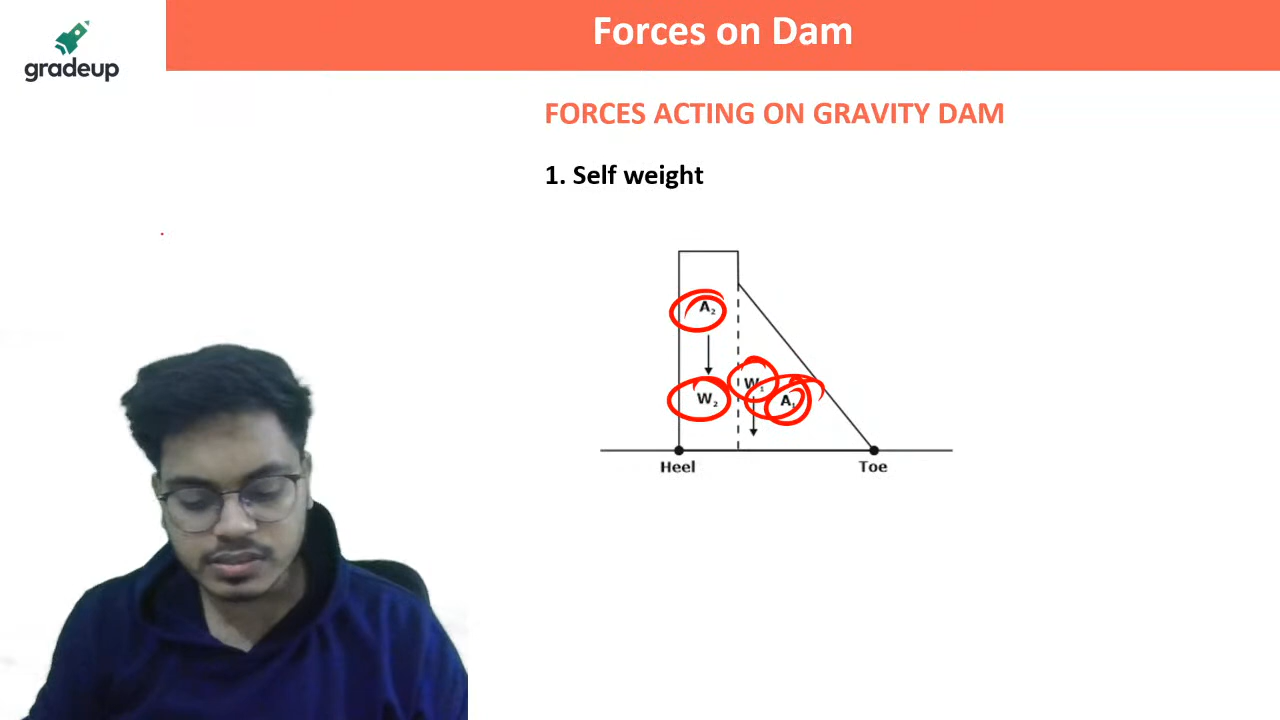 Forces on Dam
gradeup
FORCES ACTING ON GRAVITY DAM
1. Self weight
A₂
W₁
W₂
A₁
Heel
Toe